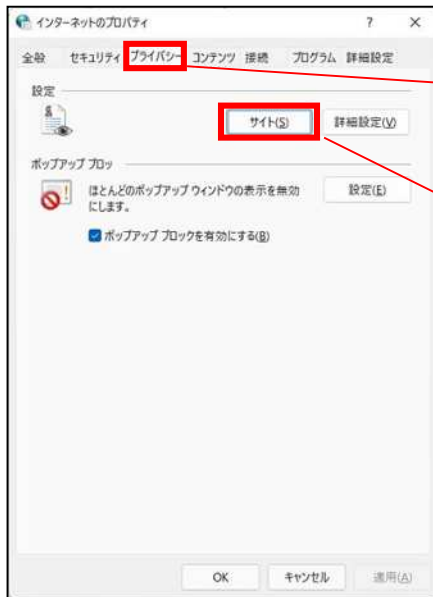 インターネットのプロパティ ? ×
全般 セキュリティ プライバシー コンテンツ 接続 プログラム 詳細設定
設定
サイト(S) 詳細設定(V)
ポップアップ ブロッ
ほとんどのポップアップ ウィンドウの表示を無効
にします。
設定(E)
ポップアップ ブロックを有効にする(B)
OK キャンセル 適用(A)